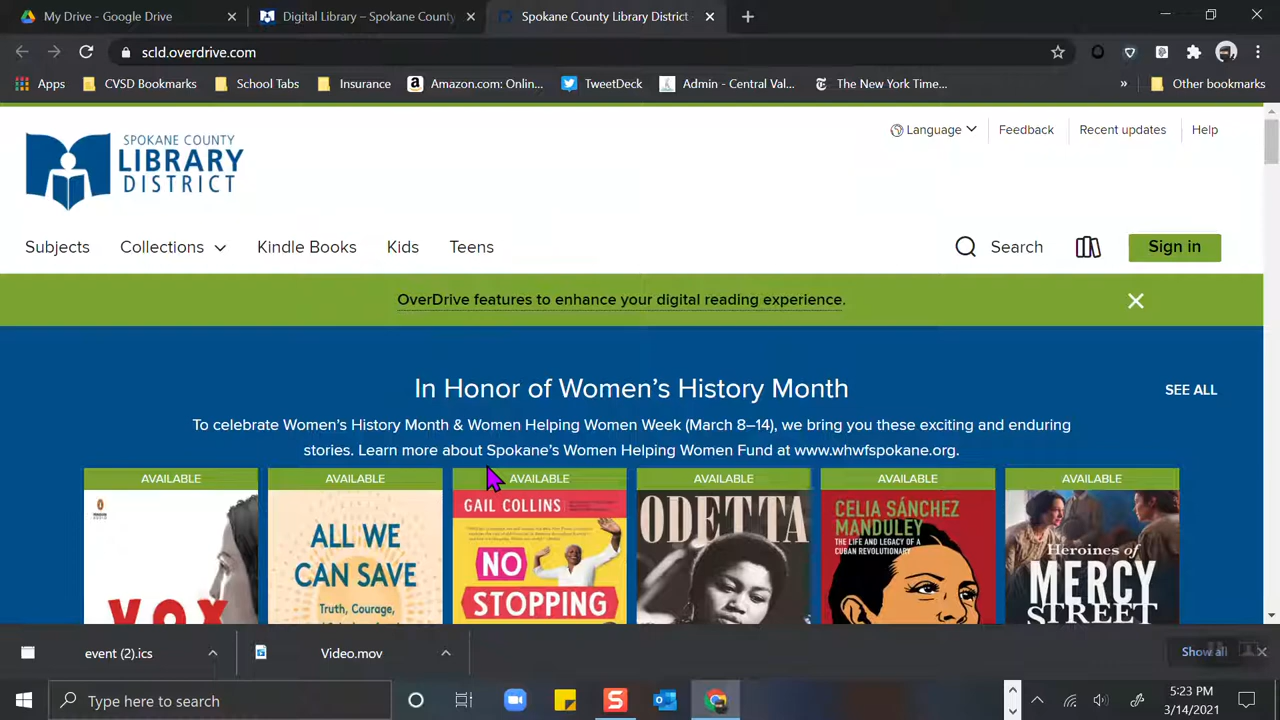 My Drive - Google Drive
Digital Library – Spokane County
Spokane County Library District
scld.overdrive.com
Apps
CVSD Bookmarks
School Tabs
Insurance
Amazon.com: Onlin...
TweetDeck
Admin - Central Val...
The New York Time...
»
Other bookmarks
SPOKANE COUNTY
LIBRARY
DISTRICT
Language
Feedback
Recent updates
Help
Subjects
Collections
Kindle Books
Kids
Teens
Search
Sign in
OverDrive features to enhance your digital reading experience.
In Honor of Women's History Month
SEE ALL
To celebrate Women's History Month & Women Helping Women Week (March 8–14), we bring you these exciting and enduring
stories. Learn more about Spokane's Women Helping Women Fund at www.whwfspokane.org.
AVAILABLE
AVAILABLE
AVAILABLE
AVAILABLE
AVAILABLE
AVAILABLE
VOX
ALL WE
CAN SAVE
Truth, Courage,
GAIL COLLINS
NO
STOPPING
ODETTA
CELIA SÁNCHEZ
MANDULEY
THE LIFE AND LEGACY OF A
CUBAN REVOLUTIONARY
Heroines of
MERCY
STREET
event (2).ics
Video.mov
Show all
Type here to search
5:23 PM
3/14/2021